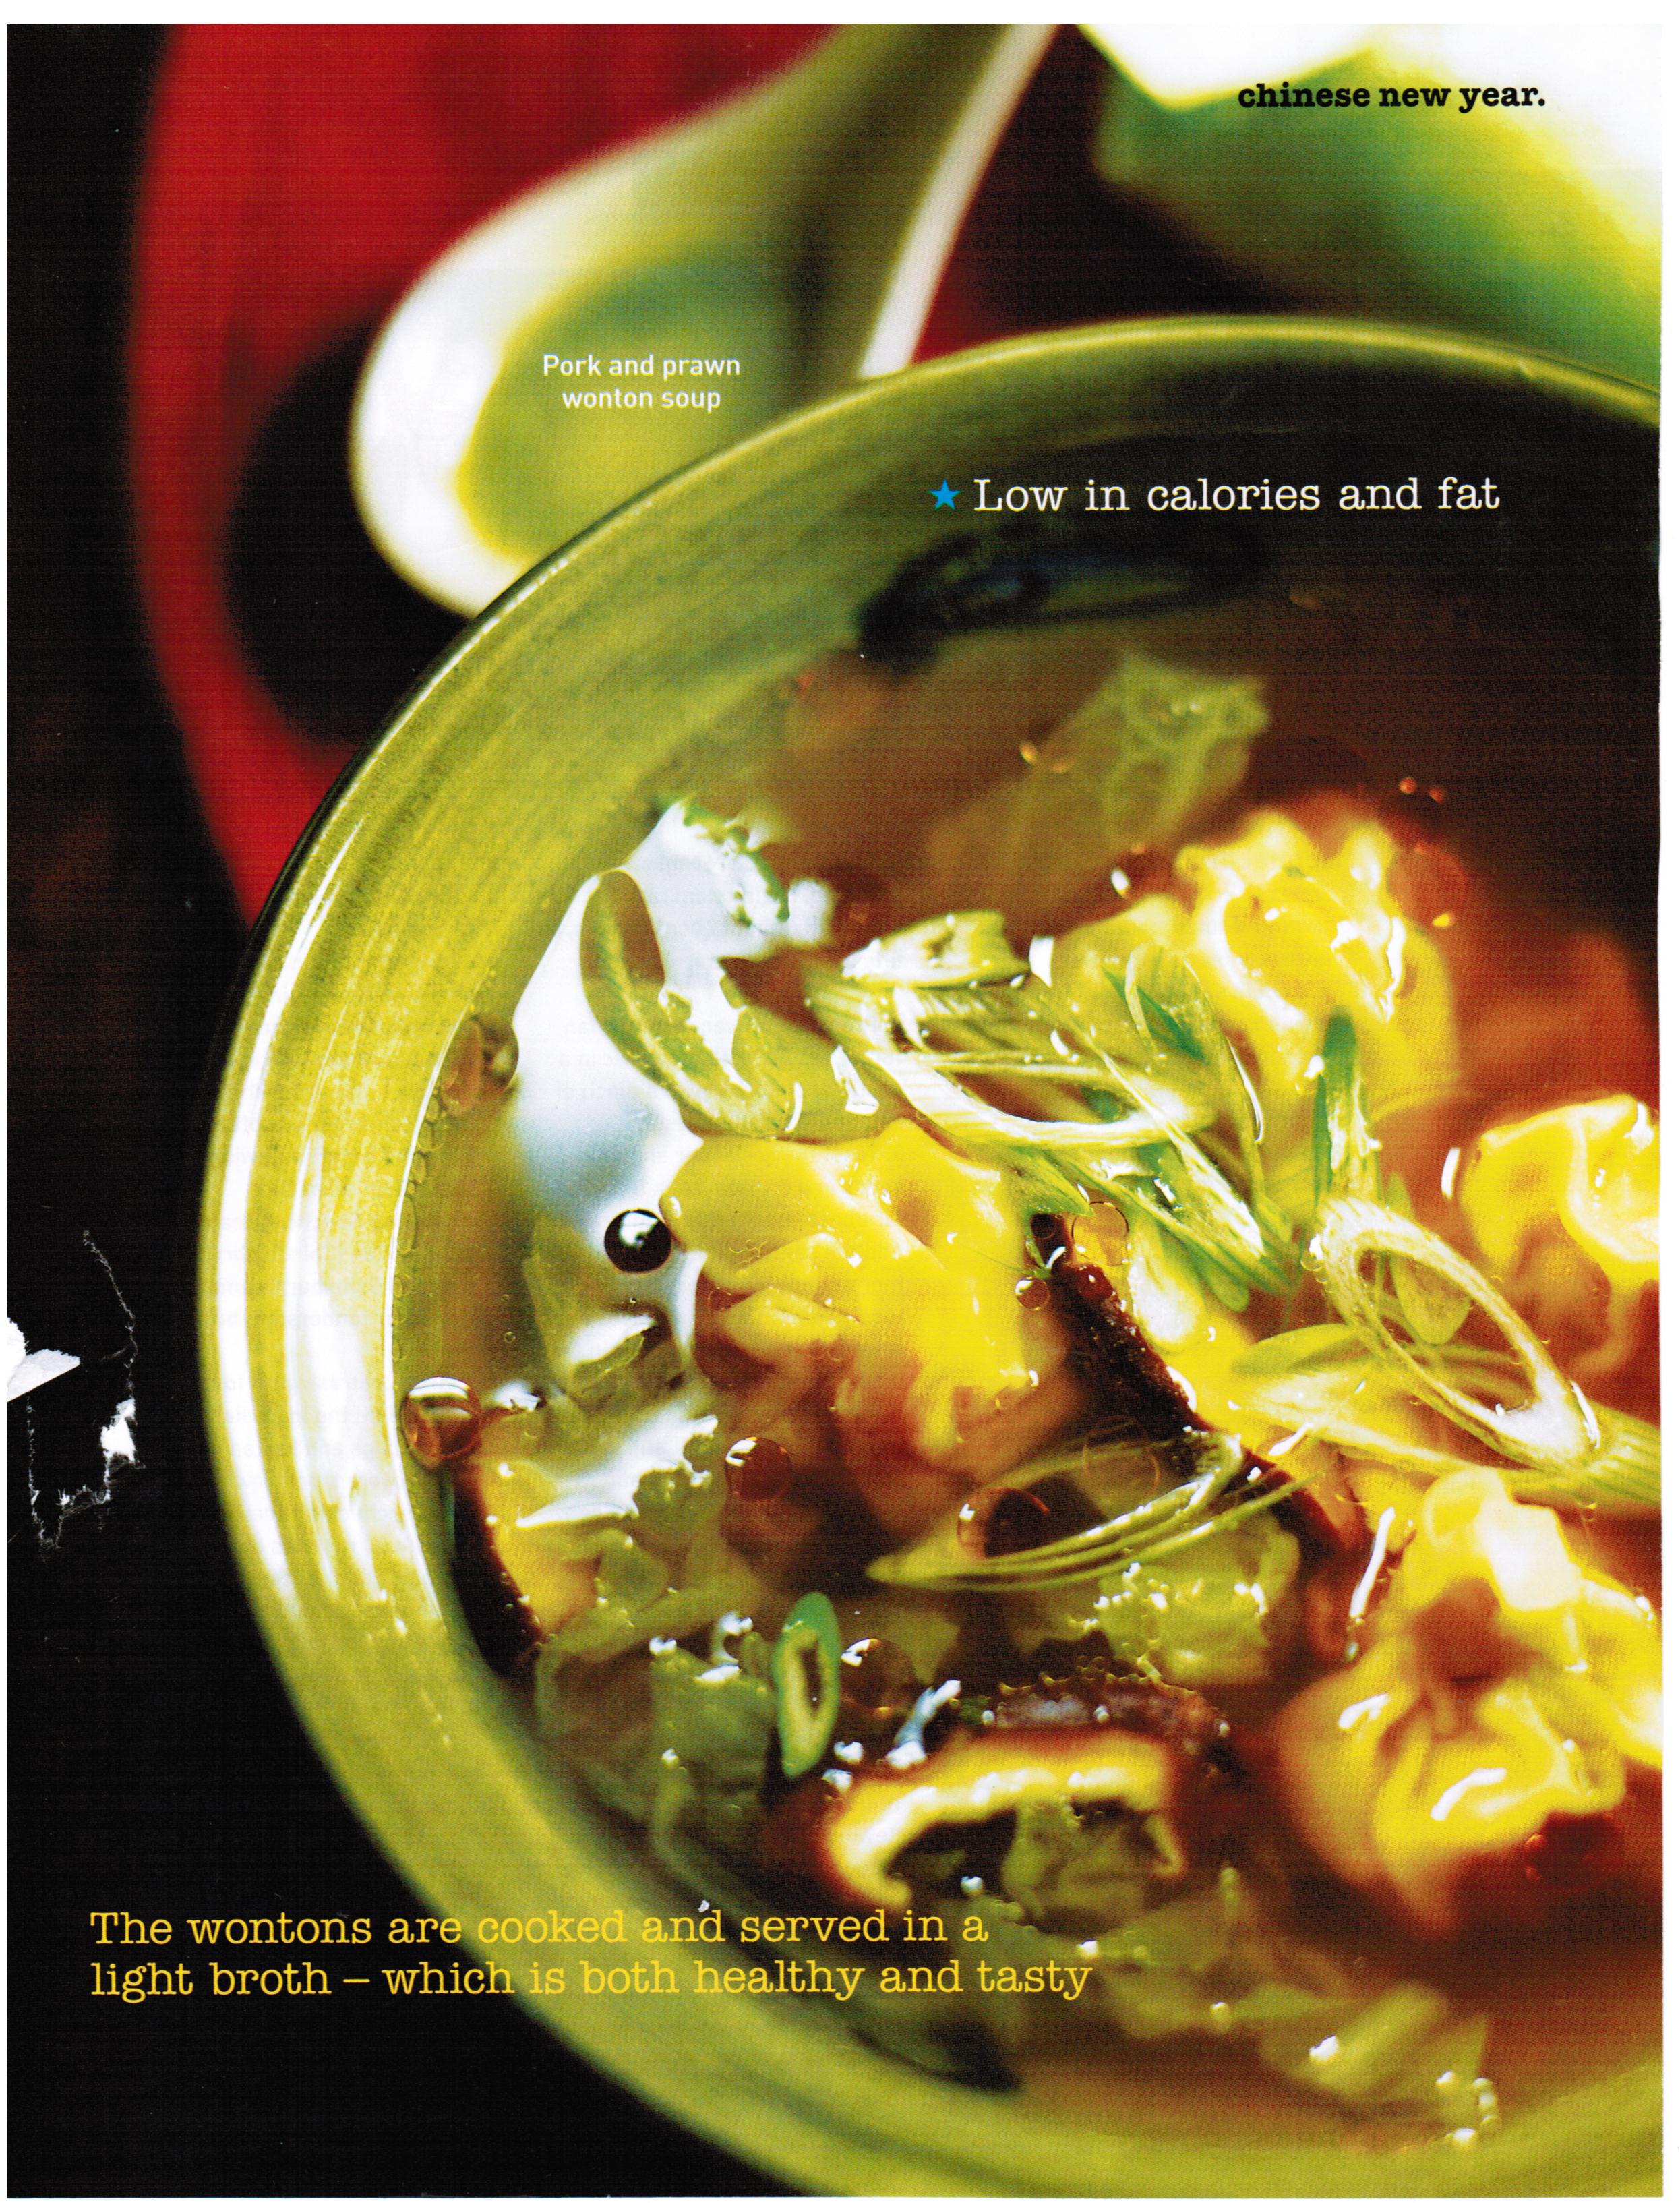 chinese new year.
Pork and prawn
wonton soup
★ Low in calories and fat
The wontons are cooked and served in a
light broth – which is both healthy and tasty